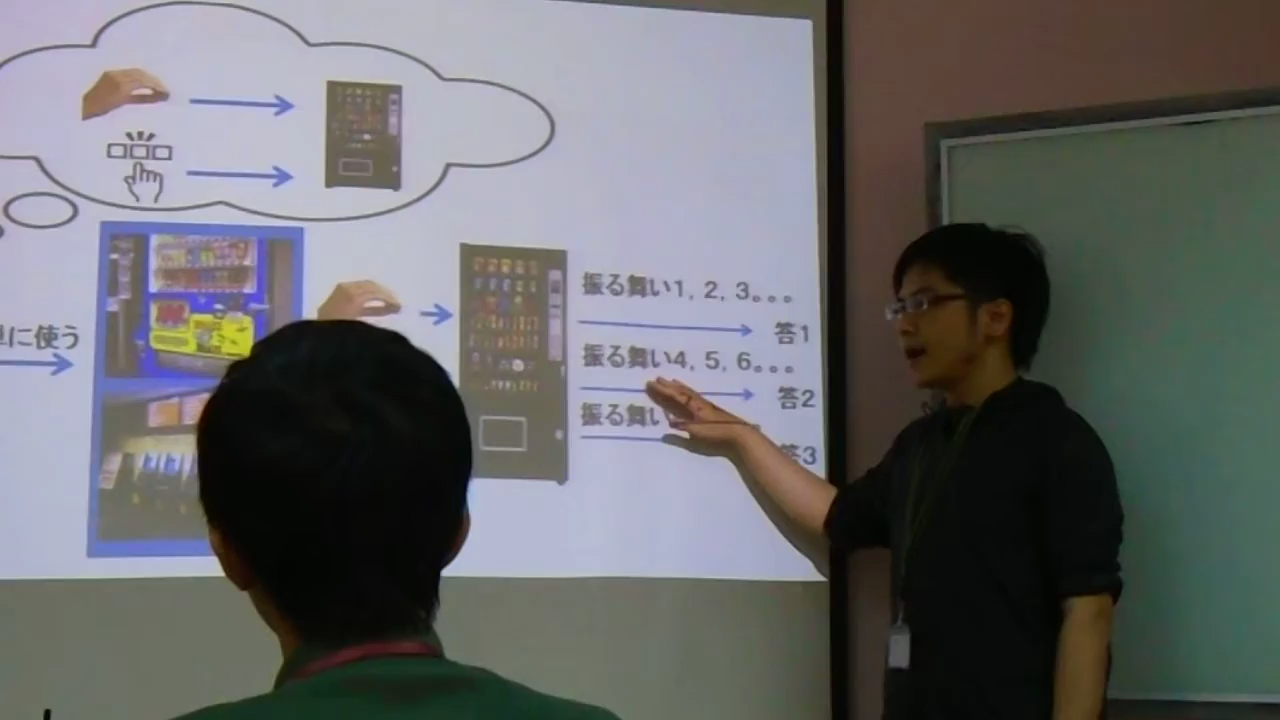 に使う
振る舞い1, 2, 3。。。
答1
振る舞い4, 5, 6。。。
答2
振る舞い
答3